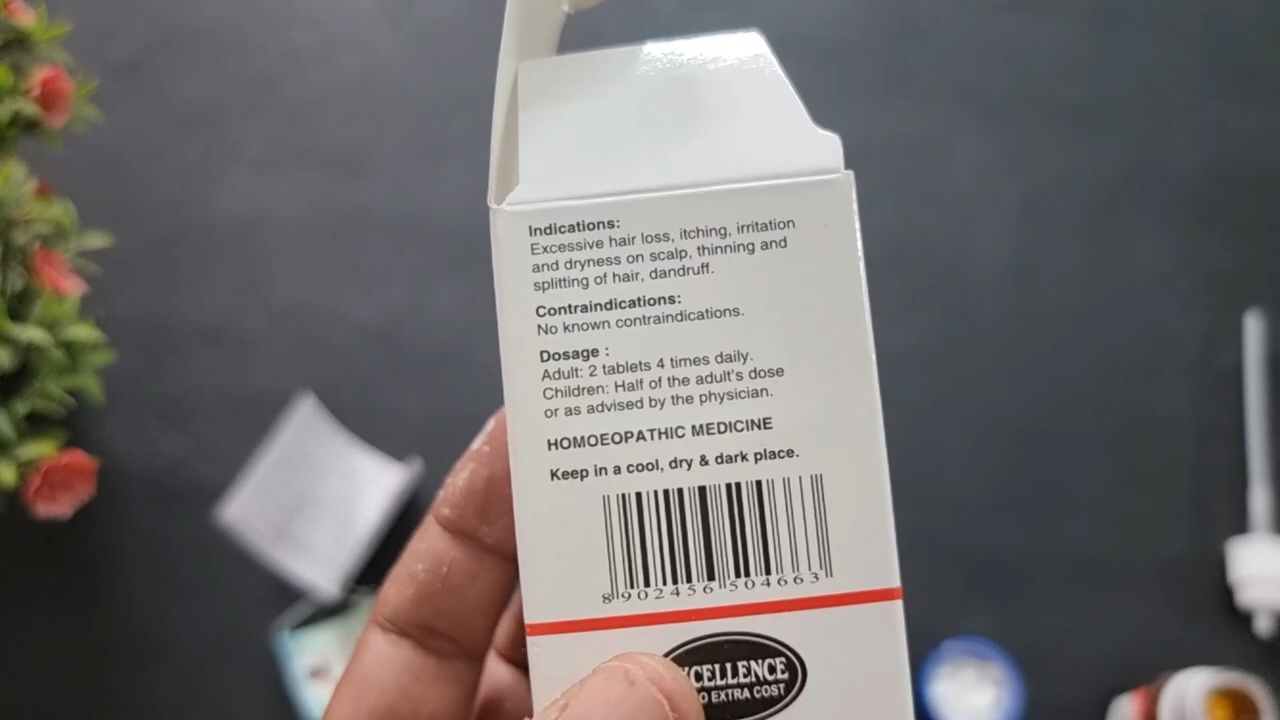 Indications:
Excessive hair loss, itching, irritation
and dryness on scalp, thinning and
splitting of hair, dandruff.
Contraindications:
No known contraindications.
Dosage :
Adult: 2 tablets 4 times daily.
Children: Half of the adult's dose
or as advised by the physician.
HOMOEOPATHIC MEDICINE
Keep in a cool, dry & dark place.
8902456504663
EXTRA COST